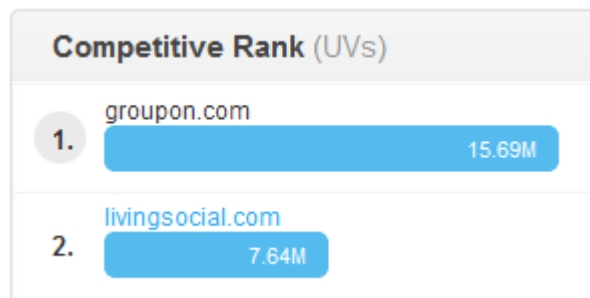 Competitive Rank (UVs)
groupon.com
1.
15.69M
livingsocial.com
2.
7.64M